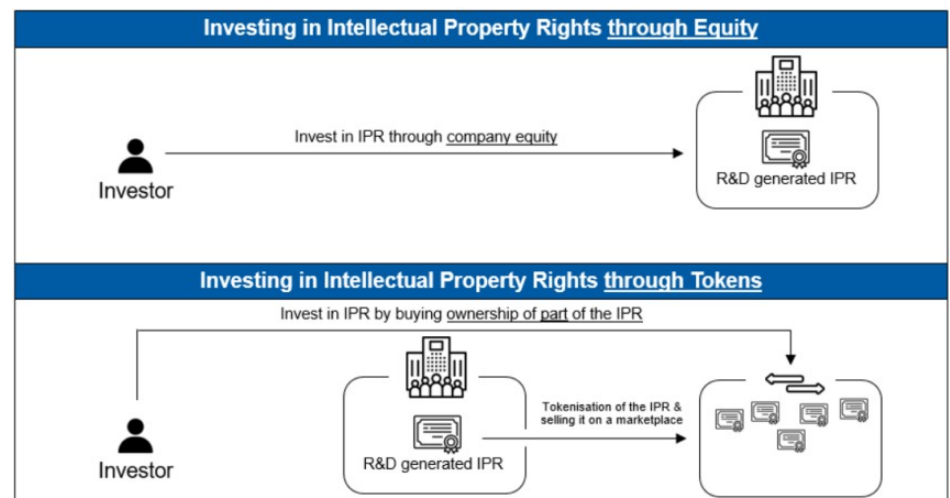 Investing in Intellectual Property Rights through Equity
Invest in IPR through company equity
Investor
R&D generated IPR
Investing in Intellectual Property Rights through Tokens
Invest in IPR by buying ownership of part of the IPR
Tokenisation of the IPR &
selling it on a marketplace
Investor
R&D generated IPR